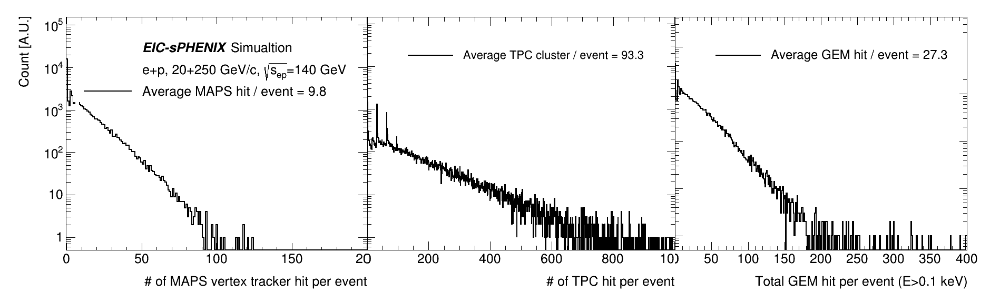 Count [A.U.]
10^5
10^4
10^3
10^2
10
1
EIC-sPHENIX Simualtion
e+p, 20+250 GeV/c, √s_ep=140 GeV
Average MAPS hit / event = 9.8
0 50 100 150 20
# of MAPS vertex tracker hit per event
Average TPC cluster / event = 93.3
200 400 600 800 100
# of TPC hit per event
Average GEM hit / event = 27.3
50 100 150 200 250 300 350 400
Total GEM hit per event (E>0.1 keV)